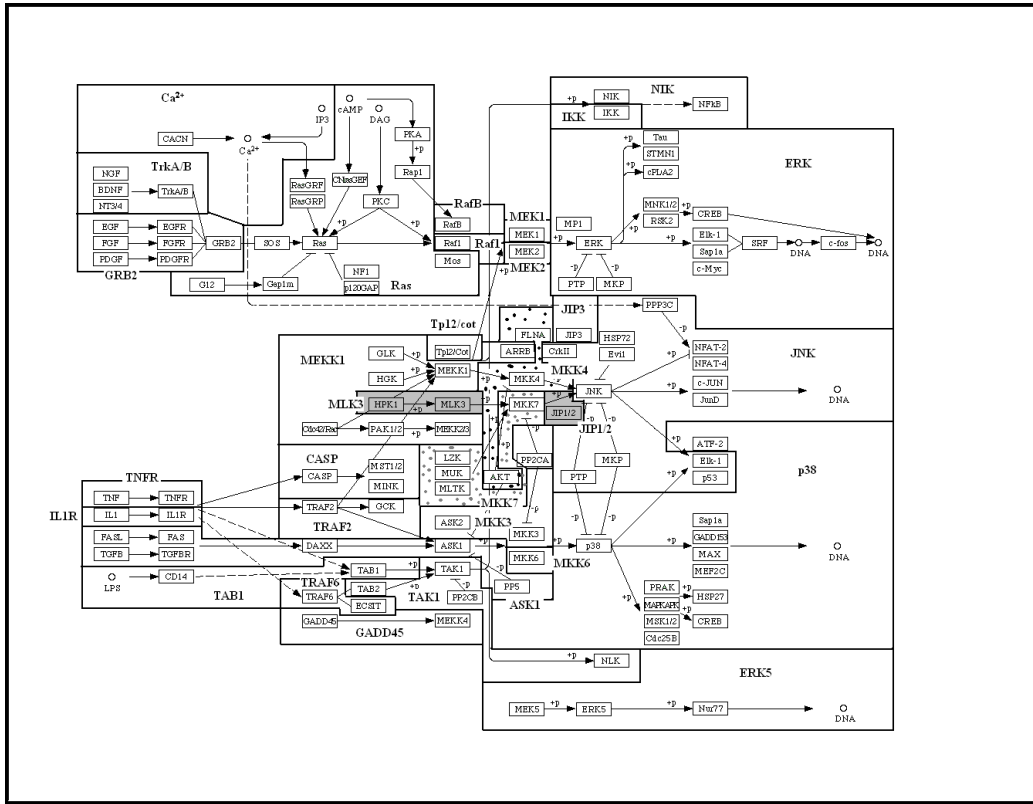 NIK
Ca²⁺
NIK
+p
NFkB
cAMP
IKK
IKK
IP3
DAG
CACN
PKA
Tau
Ca²⁺
+p
STMN1
ERK
TrkA/B
cPLA2
NGF
Rap1
+p
RasGRF
CNrasGEF
BDNF
TrkA/B
RasGRP
PKC
RafB
MEK1
MNK1/2
+p
CREB
NT3/4
MP1
RSK2
EGF
EGFR
+p
+p
RafB
MEK1
+p
Elk-1
FGF
FGFR
GRB2
SOS
Ras
Raf1
Raf1
+p
ERK
+p
SRF
DNA
c-fos
DNA
MEK2
Sap1a
PDGF
PDGFR
Mos
MEK2
c-Myc
GRB2
NF1
+p
-p
-p
G12
Gap1m
p120GAP
Ras
PTP
MKP
JIP3
PPP3C
Tpl2/cot
FLNA
JIP3
HSP72
-p
MEKK1
GLK
Tpl2/Cot
ARRB
CrkII
Evi1
NFAT-2
JNK
MEKK1
MKK4
NFAT-4
HGK
MKK4
+p
JNK
+p
c-JUN
MLK3
HPK1
+p
MLK3
+p
MKK7
+p
JunD
DNA
JIP1/2
JIP1/2
Cdc42/Rac
PAK1/2
+p
MEKK2/3
+p
ATF-2
CASP
LZK
PP2CA
MKP
+p
Elk-1
p38
MST1/2
MUK
PTP
TNFR
CASP
AKT
p53
MINK
MLTK
MKK7
TNF
TNFR
IL1R
TRAF2
GCK
MKK3
IL1
IL1R
TRAF2
ASK2
-p
-p
Sap1a
MKK3
GADD153
FASL
FAS
DAXX
ASK1
+p
+p
p38
+p
MAX
DNA
TGFB
TGFBR
MKK6
MKK6
MEF2C
TAB1
+p
TAK1
LPS
CD14
TRAF6
-p
PP5
+p
PRAK
+p
HSP27
TAB2
+p
TAK1
PP2CB
ASK1
MAPKAPK
TAB1
TRAF6
ECSIT
+p
MSK1/2
CREB
GADD45
MEKK4
Cdc25B
GADD45
+p
NLK
ERK5
MEK5
+p
ERK5
+p
Nur77
DNA